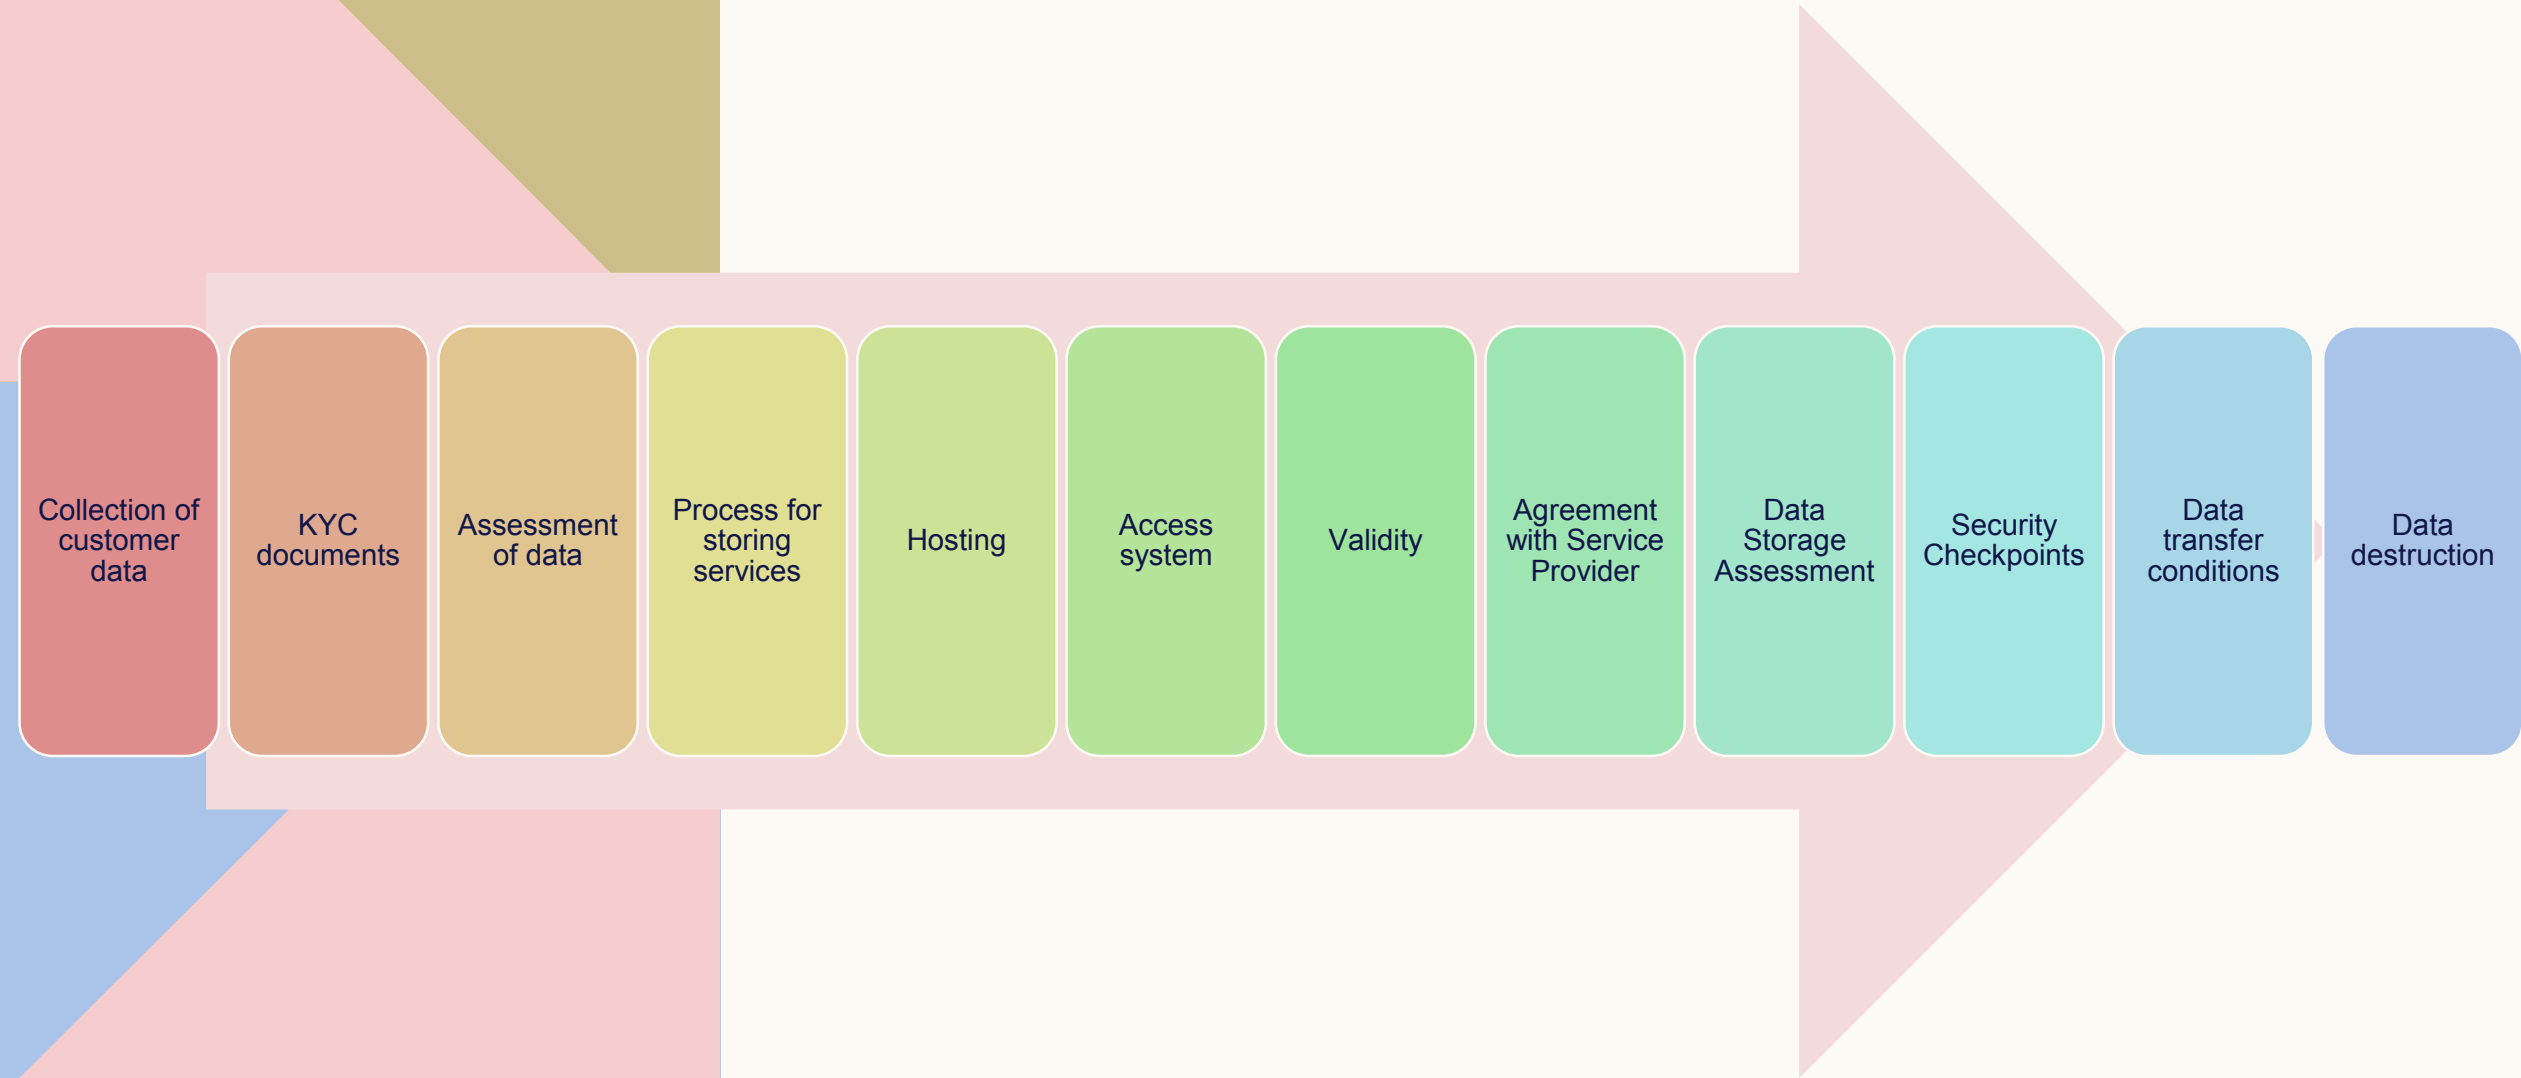 Collection of
customer
data
KYC
documents
Assessment
of data
Process for
storing
services
Hosting
Access
system
Validity
Agreement
with Service
Provider
Data
Storage
Assessment
Security
Checkpoints
Data
transfer
conditions
Data
destruction